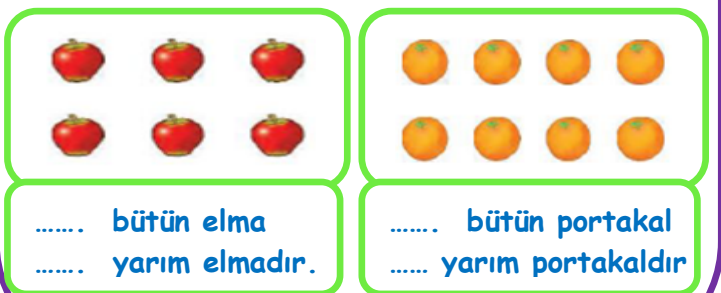 ……. bütün elma
……. yarım elmadır.
……. bütün portakal
…… yarım portakaldır